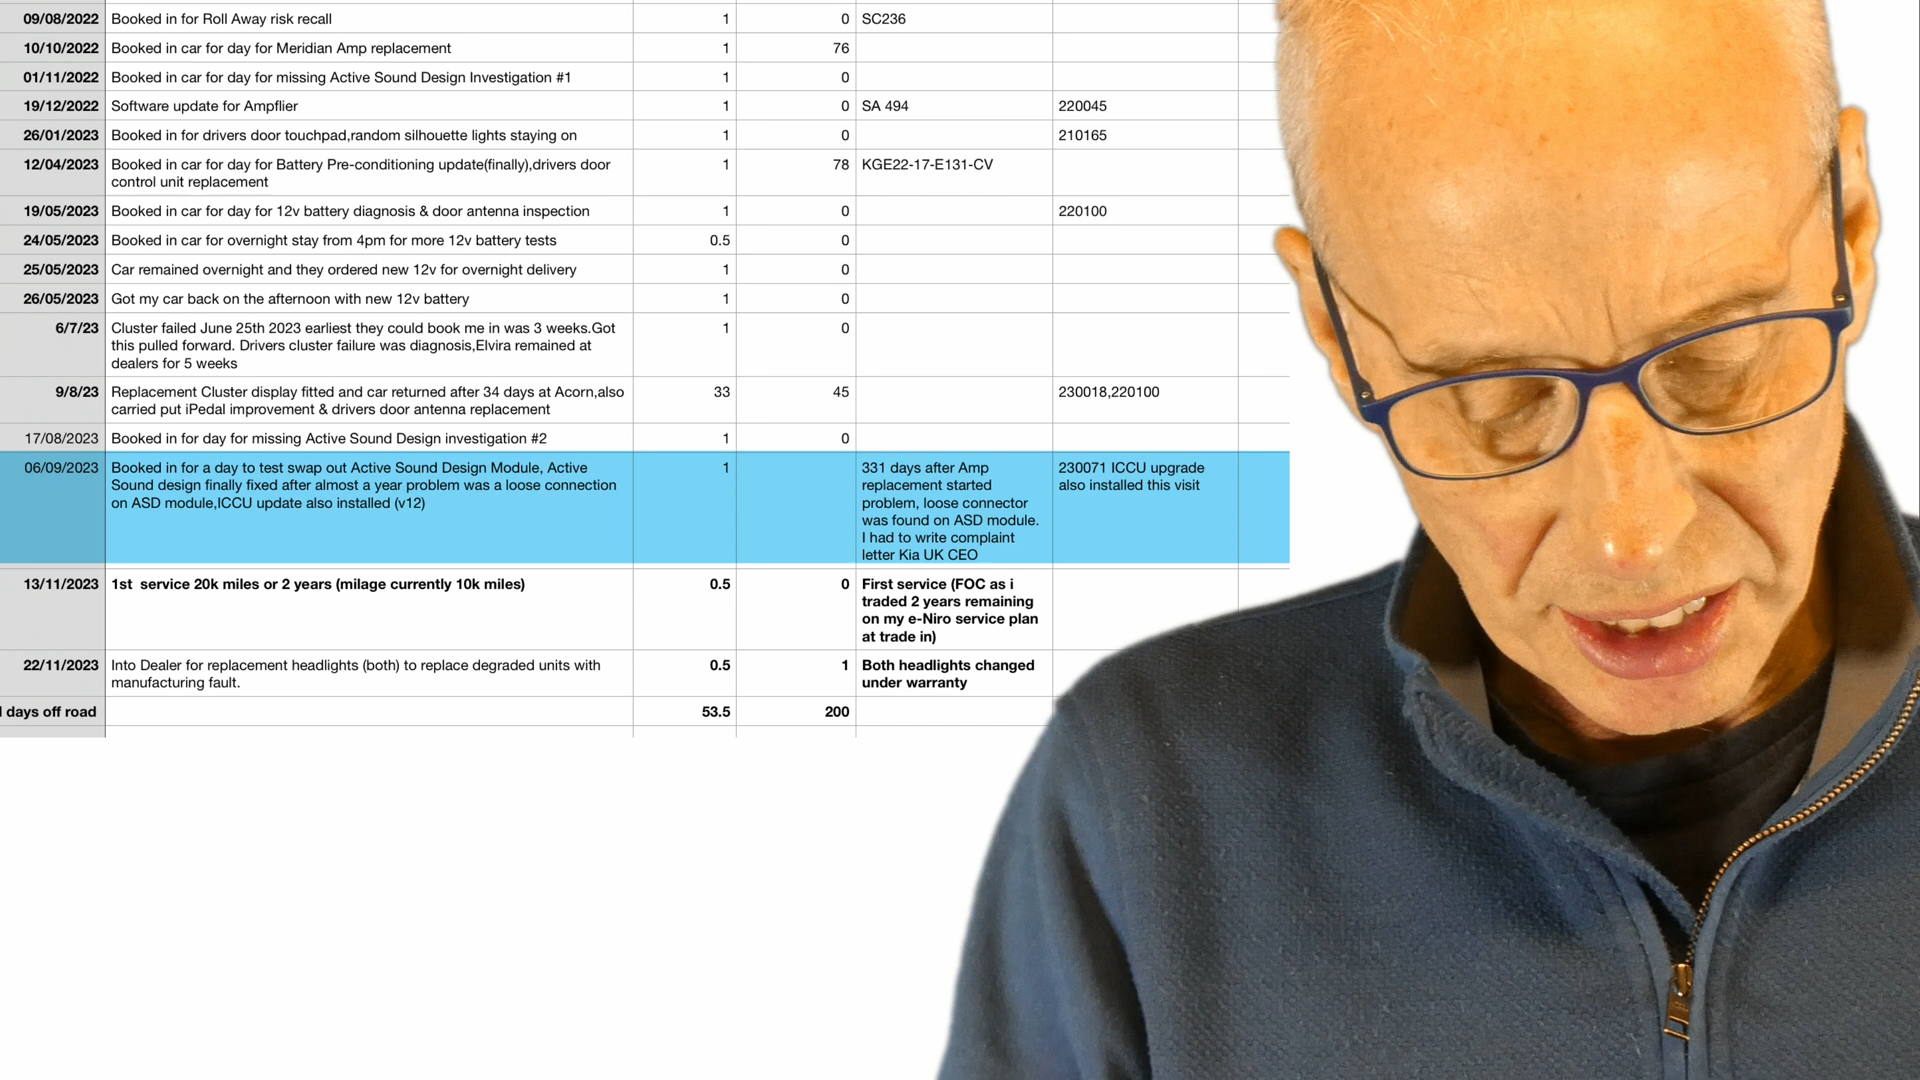 09/08/2022 Booked in for Roll Away risk recall 1 0 SC236
10/10/2022 Booked in car for day for Meridian Amp replacement 1 76
01/11/2022 Booked in car for day for missing Active Sound Design Investigation #1 1 0
19/12/2022 Software update for Ampflier 1 0 SA 494 220045
26/01/2023 Booked in for drivers door touchpad,random silhouette lights staying on 1 0 210165
12/04/2023 Booked in car for day for Battery Pre-conditioning update(finally),drivers door 1 78 KGE22-17-E131-CV
control unit replacement
19/05/2023 Booked in car for day for 12v battery diagnosis & door antenna inspection 1 0 220100
24/05/2023 Booked in car for overnight stay from 4pm for more 12v battery tests 0.5 0
25/05/2023 Car remained overnight and they ordered new 12v for overnight delivery 1 0
26/05/2023 Got my car back on the afternoon with new 12v battery 1 0
6/7/23 Cluster failed June 25th 2023 earliest they could book me in was 3 weeks.Got 1 0
this pulled forward. Drivers cluster failure was diagnosis,Elvira remained at
dealers for 5 weeks
9/8/23 Replacement Cluster display fitted and car returned after 34 days at Acorn,also 33 45 230018,220100
carried put iPedal improvement & drivers door antenna replacement
17/08/2023 Booked in for day for missing Active Sound Design investigation #2 1 0
06/09/2023 Booked in for a day to test swap out Active Sound Design Module, Active 1 331 days after Amp 230071 ICCU upgrade
Sound design finally fixed after almost a year problem was a loose connection replacement started also installed this visit
on ASD module,ICCU update also installed (v12) problem, loose connector
was found on ASD module.
I had to write complaint
letter Kia UK CEO
13/11/2023 1st service 20k miles or 2 years (milage currently 10k miles) 0.5 0 First service (FOC as i
traded 2 years remaining
on my e-Niro service plan
at trade in)
22/11/2023 Into Dealer for replacement headlights (both) to replace degraded units with 0.5 1 Both headlights changed
manufacturing fault. under warranty
days off road 53.5 200